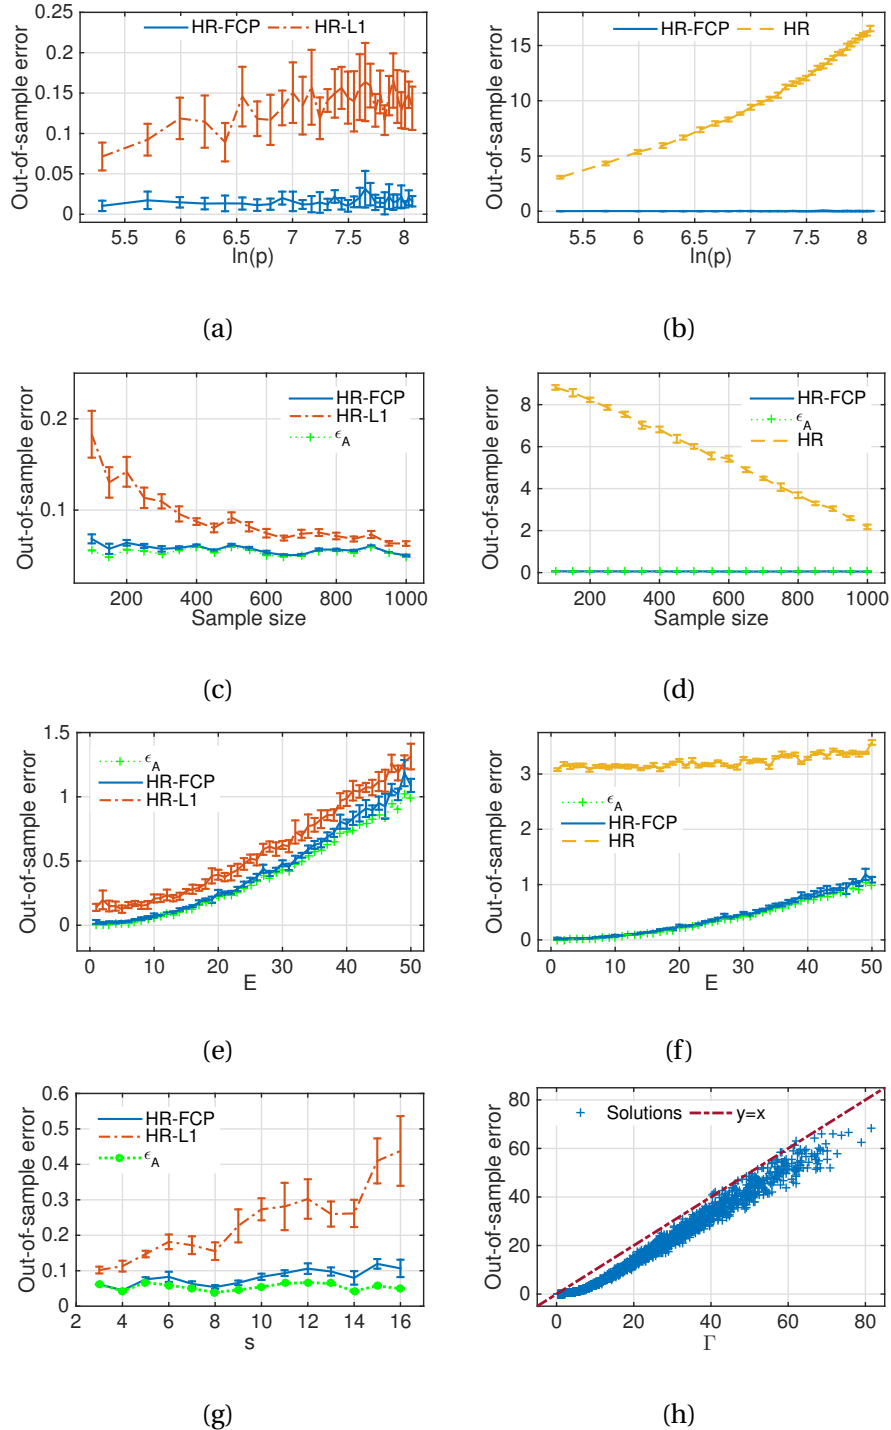 HR-FCP HR-L1
Out-of-sample error
0.2
0.15
0.1
0.05
0
5.5 6 6.5 7 7.5 8
ln(p)
(a)
HR-FCP HR
Out-of-sample error
15
10
5
0
5.5 6 6.5 7 7.5 8
ln(p)
(b)
Out-of-sample error
0.2
0.1
HR-FCP
HR-L1
ϵA
200 400 600 800 1000
Sample size
(c)
Out-of-sample error
8
6
4
2
0
HR-FCP
ϵA
HR
200 400 600 800 1000
Sample size
(d)
Out-of-sample error
1.5
1
0.5
0
ϵA
HR-FCP
HR-L1
0 10 20 30 40 50
E
(e)
Out-of-sample error
3
2
1
0
ϵA
HR-FCP
HR
0 10 20 30 40 50
E
(f)
Out-of-sample error
0.6
0.5
0.4
0.3
0.2
0.1
0
HR-FCP
HR-L1
ϵA
2 4 6 8 10 12 14 16
s
(g)
Out-of-sample error
80
60
40
20
0
Solutions y=x
0 20 40 60 80
Γ
(h)